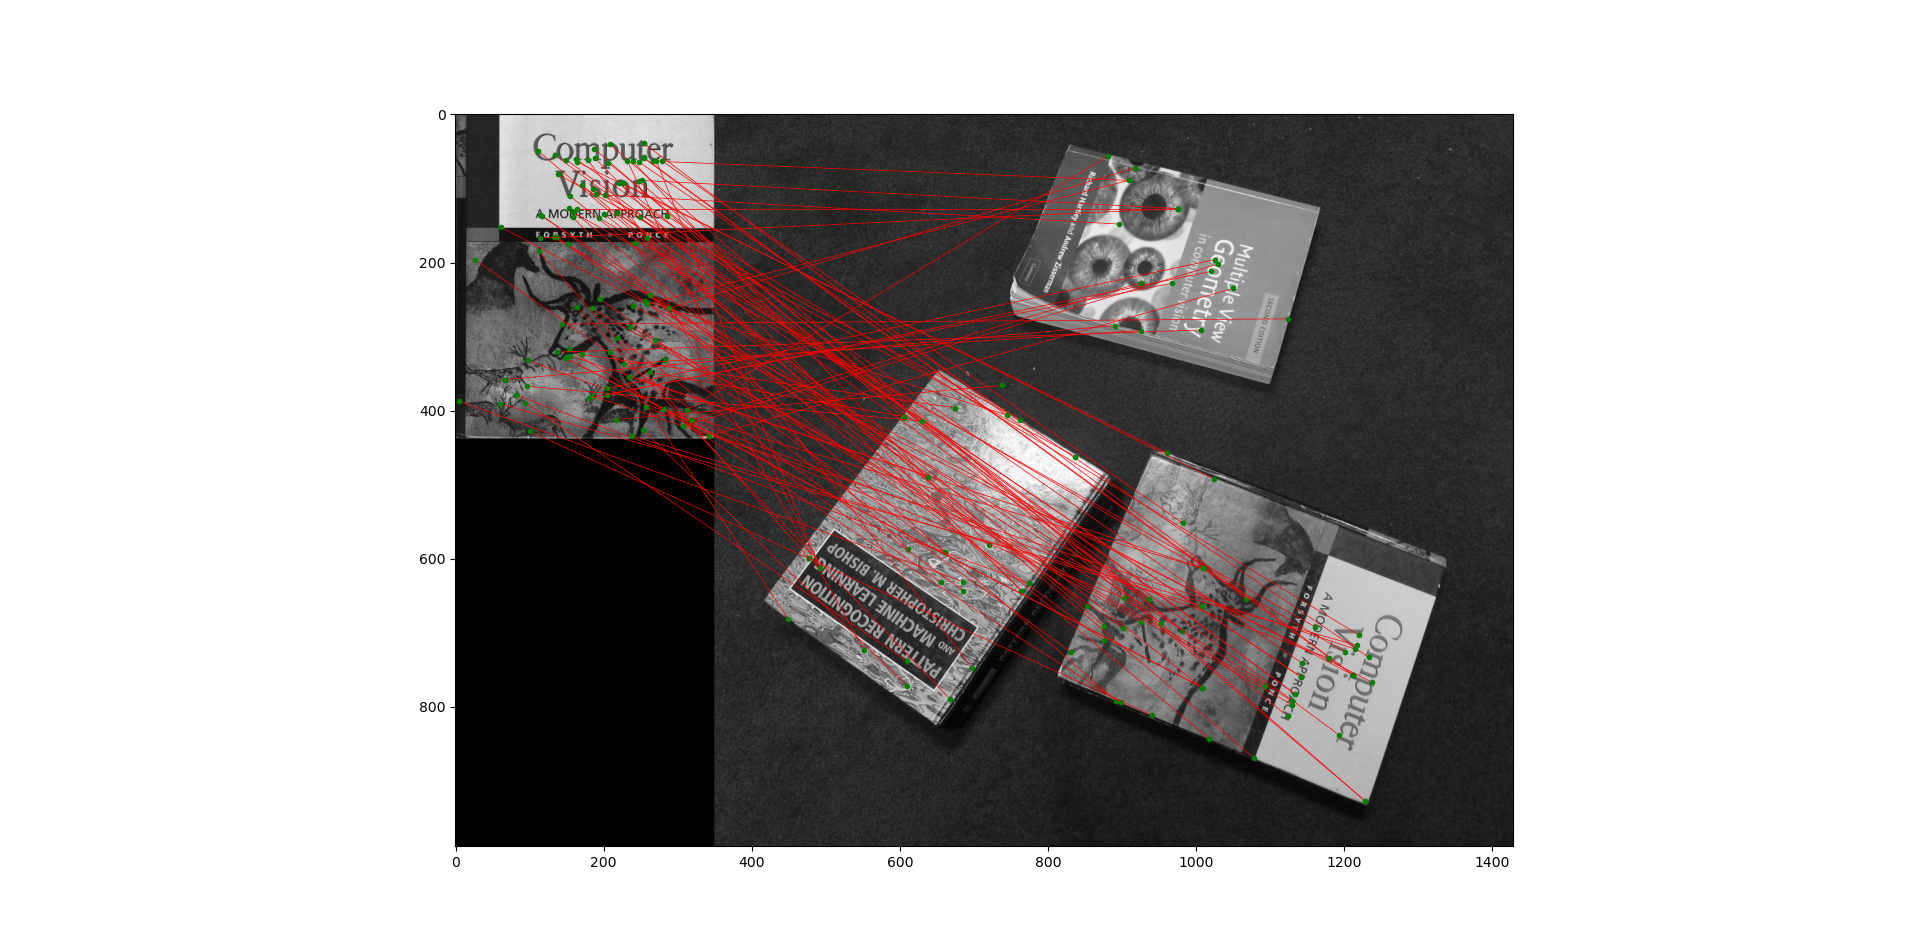 0
200
400
600
800
0
200
400
600
800
1000
1200
1400
Computer
Vision
A MODERN APPROACH
FORSYTH PONCE
Richard Hartley and Andrew Zisserman
Multiple View
Geometry
in computer vision
SECOND EDITION
PATTERN RECOGNITION
AND MACHINE LEARNING
CHRISTOPHER M. BISHOP
Computer
Vision
A MODERN APPROACH
FORSYTH PONCE